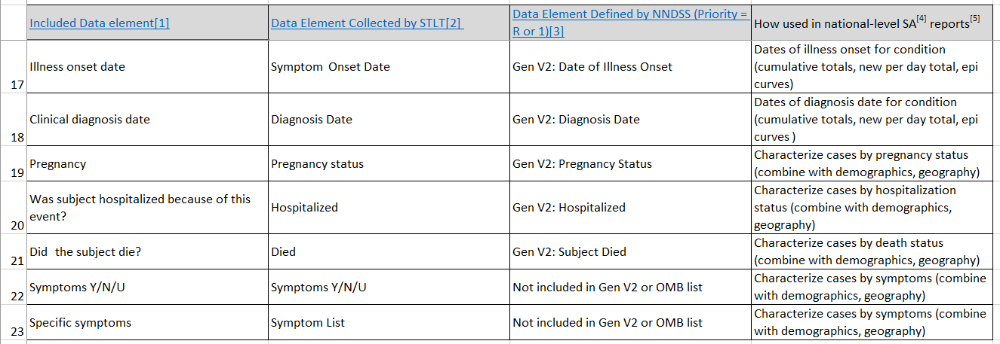 Included Data element[1]
Data Element Collected by STLT[2]
Data Element Defined by NNDSS (Priority =
R or 1)[3]
How used in national-level SA[4] reports[5]
17
Illness onset date
Symptom Onset Date
Gen V2: Date of Illness Onset
Dates of illness onset for condition
(cumulative totals, new per day total, epi
curves)
18
Clinical diagnosis date
Diagnosis Date
Gen V2: Diagnosis Date
Dates of diagnosis date for condition
(cumulative totals, new per day total, epi
curves )
19
Pregnancy
Pregnancy status
Gen V2: Pregnancy Status
Characterize cases by pregnancy status
(combine with demographics, geography)
20
Was subject hospitalized because of this
event?
Hospitalized
Gen V2: Hospitalized
Characterize cases by hospitalization
status (combine with demographics,
geography)
21
Did the subject die?
Died
Gen V2: Subject Died
Characterize cases by death status
(combine with demographics, geography)
22
Symptoms Y/N/U
Symptoms Y/N/U
Not included in Gen V2 or OMB list
Characterize cases by symptoms (combine
with demographics, geography)
23
Specific symptoms
Symptom List
Not included in Gen V2 or OMB list
Characterize cases by symptoms (combine
with demographics, geography)